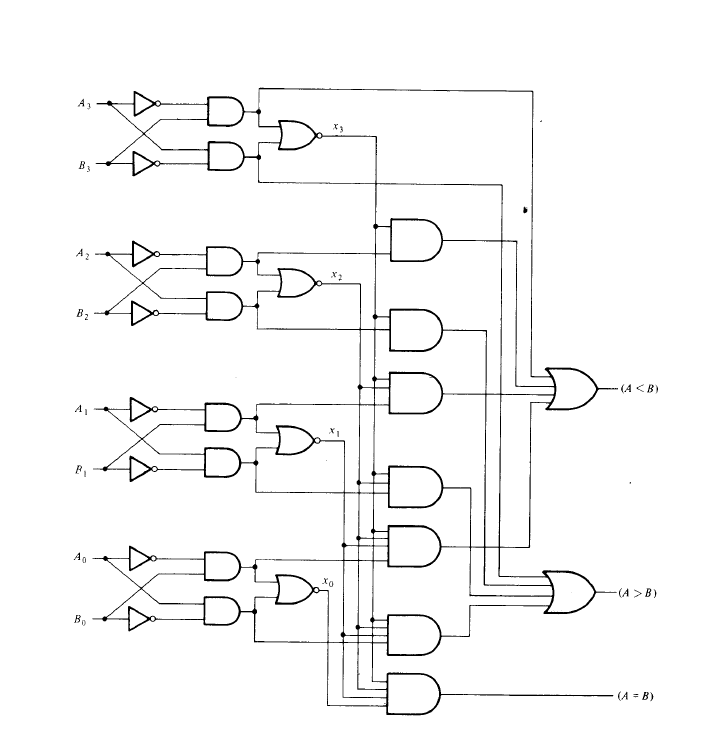 A3
x3
B3
A2
x2
B2
(A < B)
A1
x1
B1
A0
x0
(A > B)
B0
(A = B)